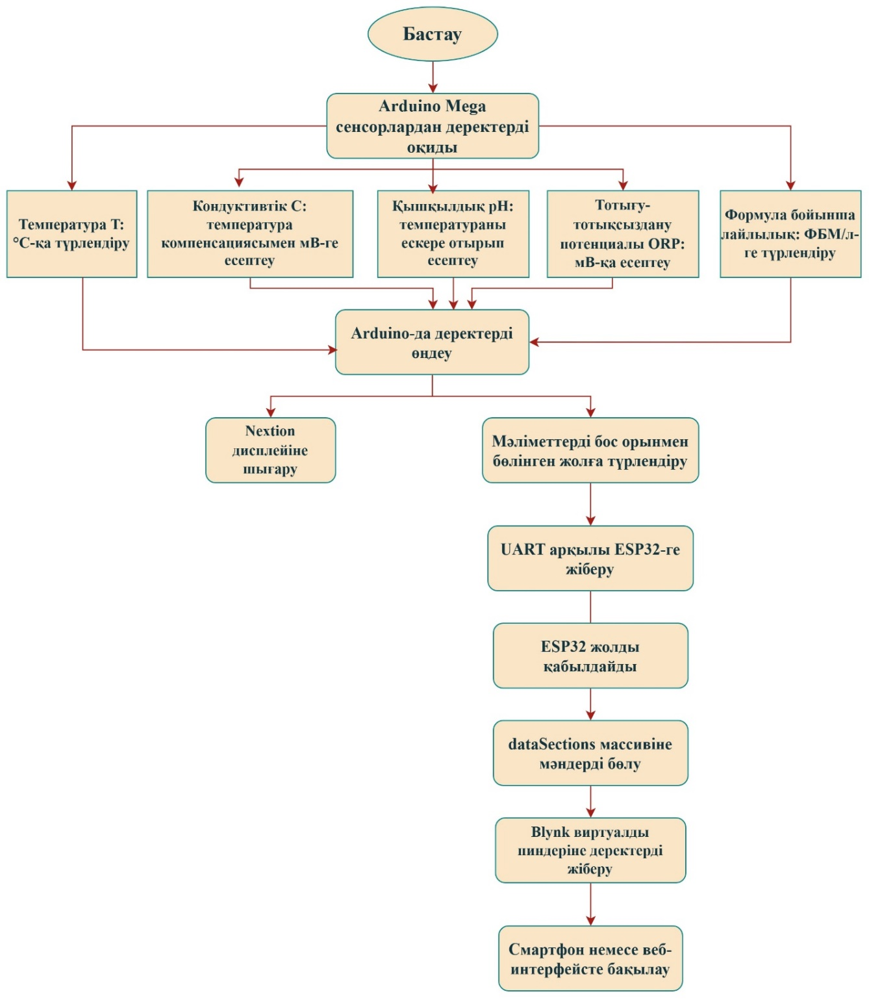 Бастау
Arduino Mega
сенсорлардан деректерді
оқиды
Температура T:
°C-қа түрлендіру
Кондуктивтік C:
температура
компенсациясымен мВ-ге
есептеу
Қышқылдық pH:
температураны
ескере отырып
есептеу
Тотығу-
тотықсыздану
потенциалы ORP:
мВ-қа есептеу
Формула бойынша
лайлылық: ФБМ/л-
ге түрлендіру
Arduino-да деректерді
өңдеу
Nextion
дисплейіне
шығару
Мәліметтерді бос орынмен
бөлінген жолға түрлендіру
UART арқылы ESP32-ге
жіберу
ESP32 жолды
қабылдайды
dataSections массивіне
мәндерді бөлу
Blynk виртуалды
пиндеріне деректерді
жіберу
Смартфон немесе веб-
интерфейсте бақылау